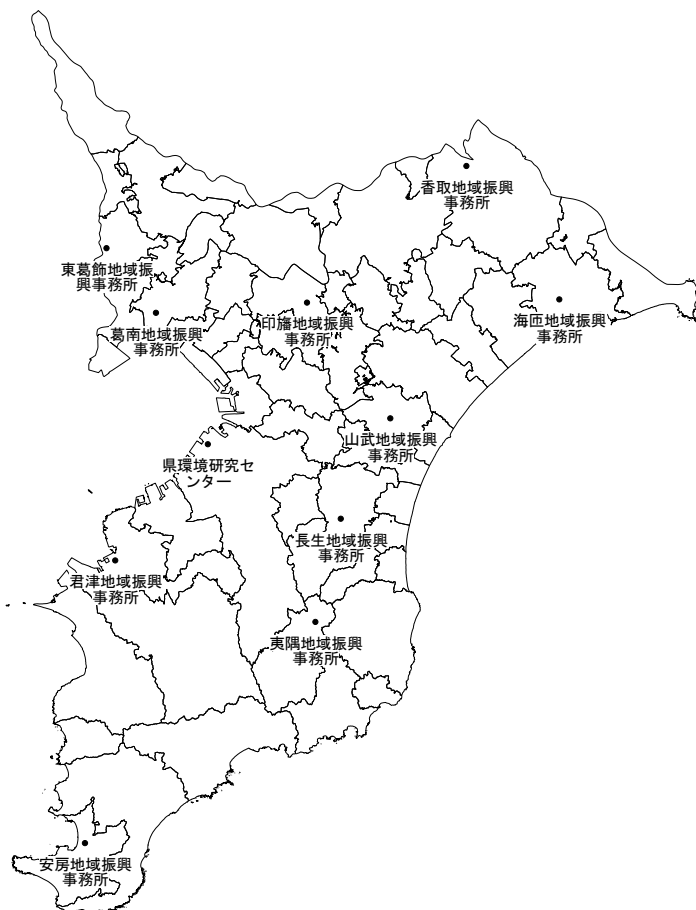 香取地域振興
事務所
東葛飾地域振
興事務所
葛南地域振興
事務所
印旛地域振興
事務所
海匝地域振興
事務所
山武地域振興
事務所
県環境研究セ
ンター
長生地域振興
事務所
君津地域振興
事務所
夷隅地域振興
事務所
安房地域振興
事務所